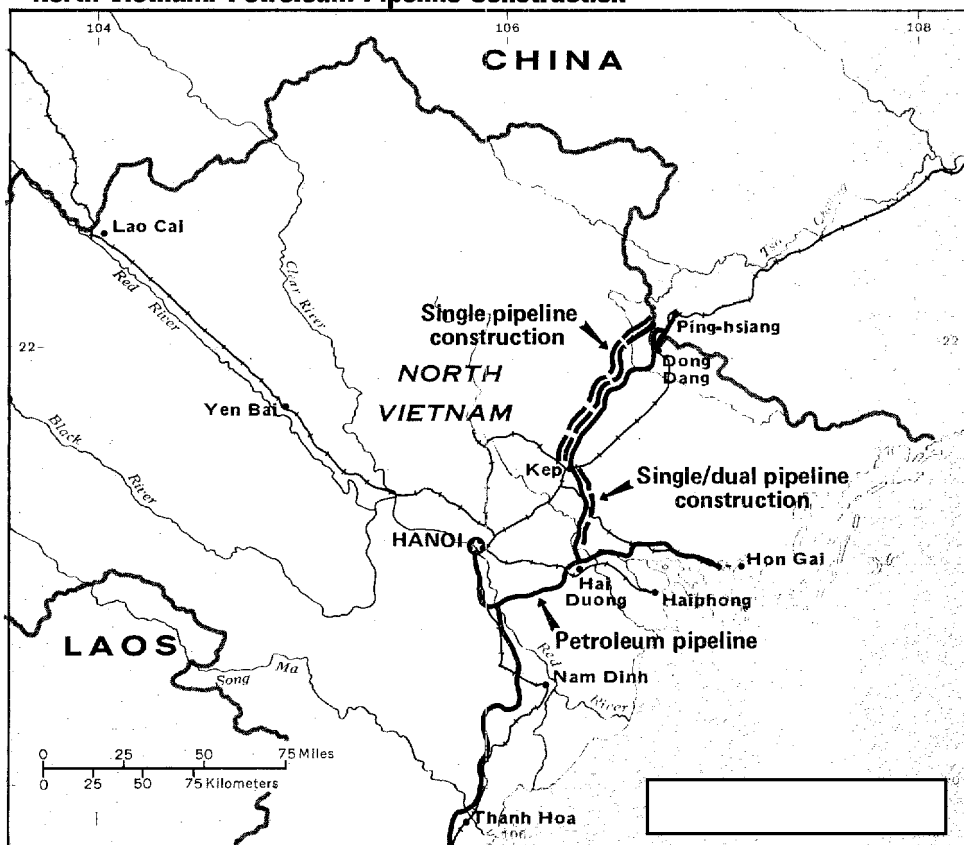 North Vietnam: Petroleum Pipeline Construction
104
106
108
CHINA
Lao Cai
Red
River
Clear River
Single pipeline
construction
Ping-hsiang
22
22
Dong
Dang
NORTH
VIETNAM
Yen Bai
Black
River
Kep
Single/dual pipeline
construction
HANOI
Hon Gai
Hai
Duong
Haiphong
Petroleum pipeline
LAOS
Song
Ma
Red
River
Nam Dinh
0 25 50 75 Miles
0 25 50 75 Kilometers
Thanh Hoa
106